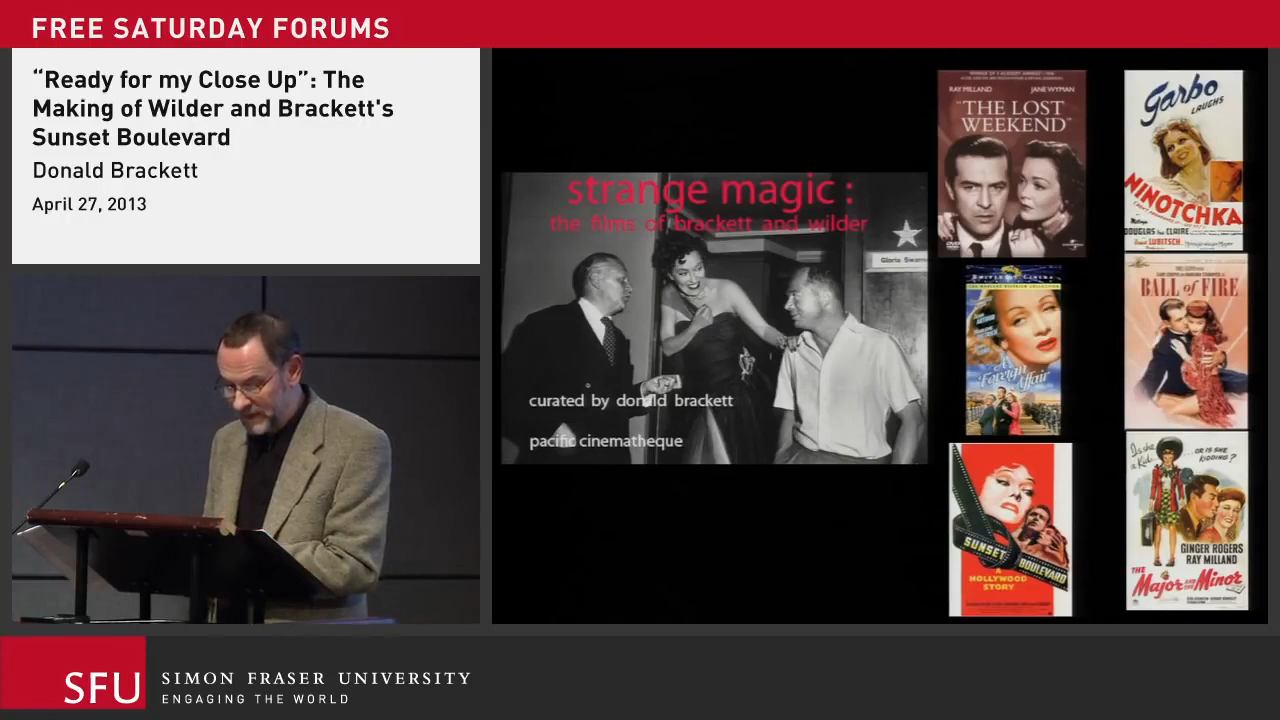 FREE SATURDAY FORUMS
“Ready for my Close Up”: The
Making of Wilder and Brackett's
Sunset Boulevard
Donald Brackett
April 27, 2013
strange magic :
the films of brackett and wilder
curated by donald brackett
pacific cinematheque
RAY MILLAND JANE WYMAN
"THE LOST
WEEKEND"
Garbo
LAUGHS
NINOTCHKA
A
Foreign
Affair
BALL of FIRE
SUNSET
BOULEVARD
A
HOLLYWOOD
STORY
Is she
a Kid..
...OR IS SHE
KIDDING?
GINGER ROGERS
RAY MILLAND
THE
Major AND THE Minor
SFU
SIMON FRASER UNIVERSITY
ENGAGING THE WORLD